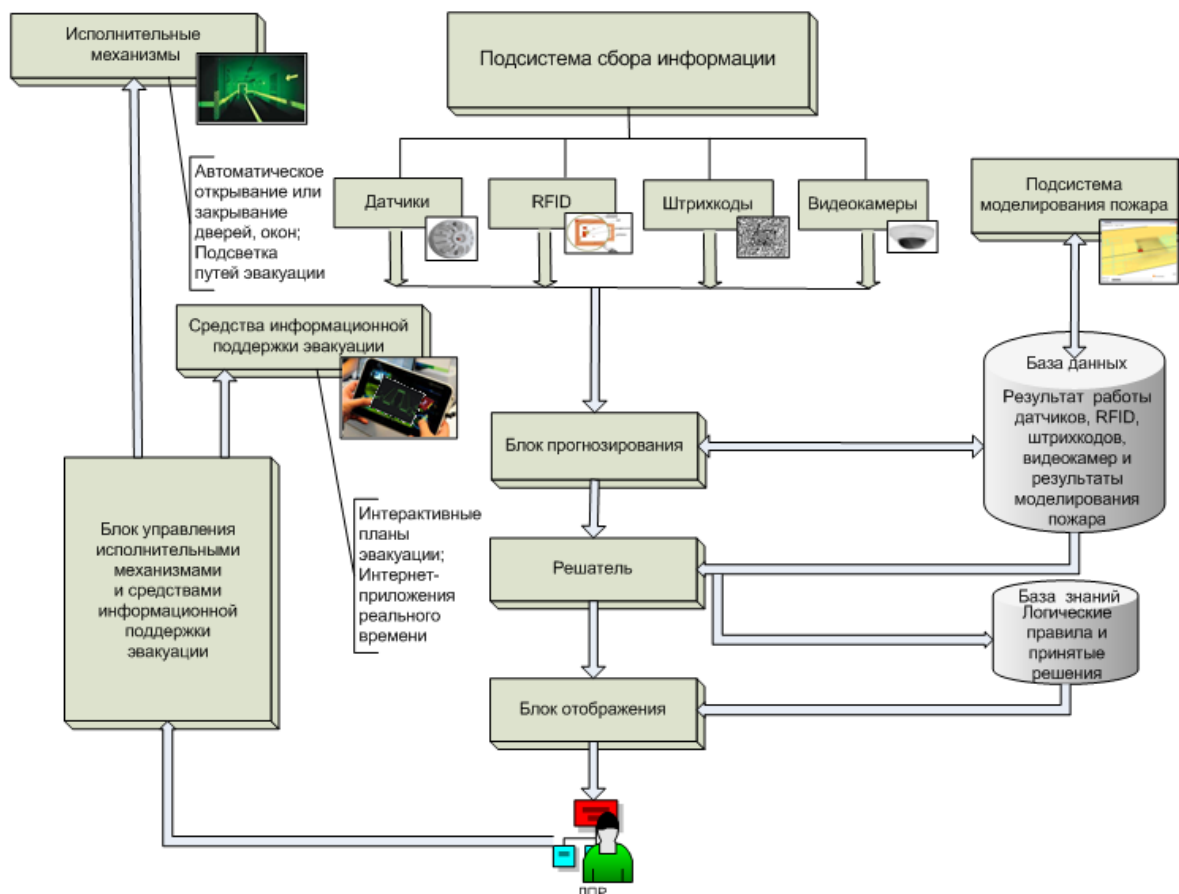 Исполнительные
механизмы
Подсистема сбора информации
Автоматическое
открывание или
закрывание
дверей, окон;
Подсветка
путей эвакуации
Датчики
RFID
Штрихкоды
Видеокамеры
Подсистема
моделирования пожара
Средства информационной
поддержки эвакуации
База данных
Результат работы
датчиков, RFID,
штрихкодов,
видеокамер и
результаты
моделирования
пожара
Блок прогнозирования
Блок управления
исполнительными
механизмами
и средствами
информационной
поддержки
эвакуации
Интерактивные
планы
эвакуации;
Интернет-
приложения
реального
времени
Решатель
База знаний
Логические
правила и
принятые
решения
Блок отображения
ЛПР